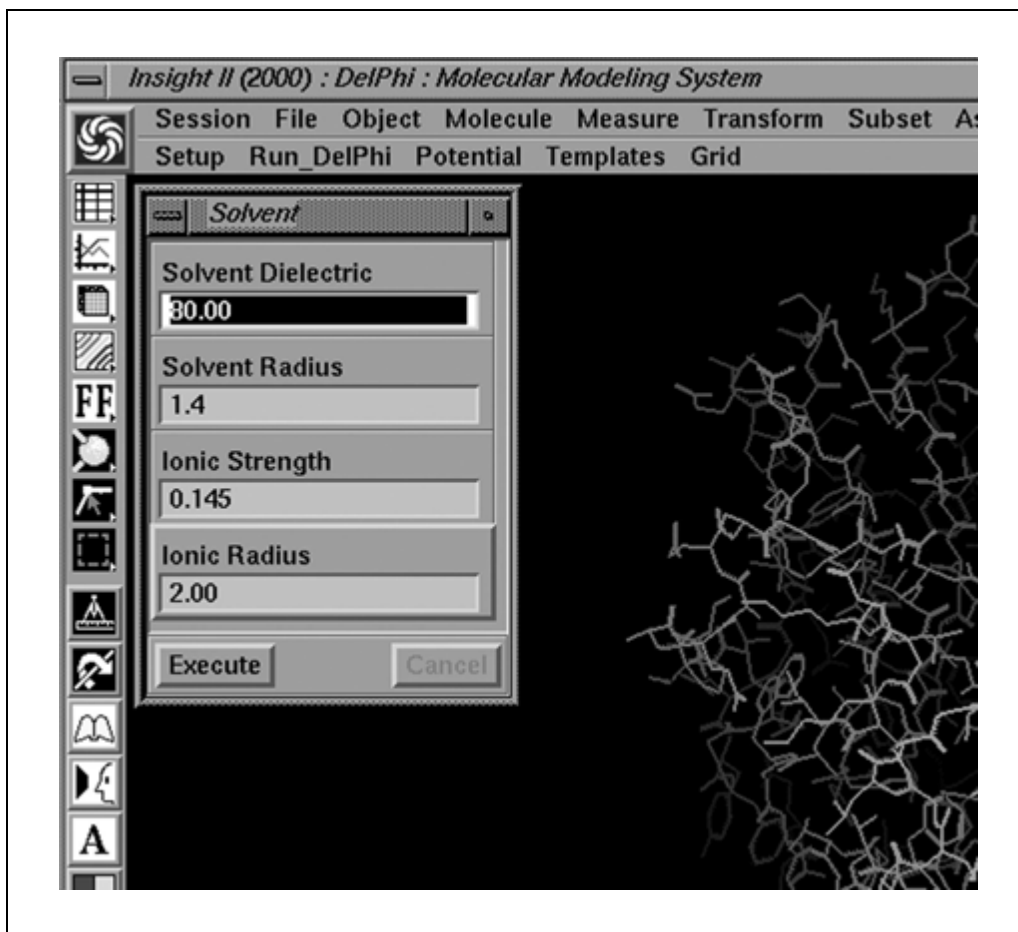 Insight II (2000) : DelPhi : Molecular Modeling System
Session File Object Molecule Measure Transform Subset As
Setup Run_DelPhi Potential Templates Grid
Solvent
Solvent Dielectric
80.00
Solvent Radius
1.4
Ionic Strength
0.145
Ionic Radius
2.00
Execute Cancel
FF
A